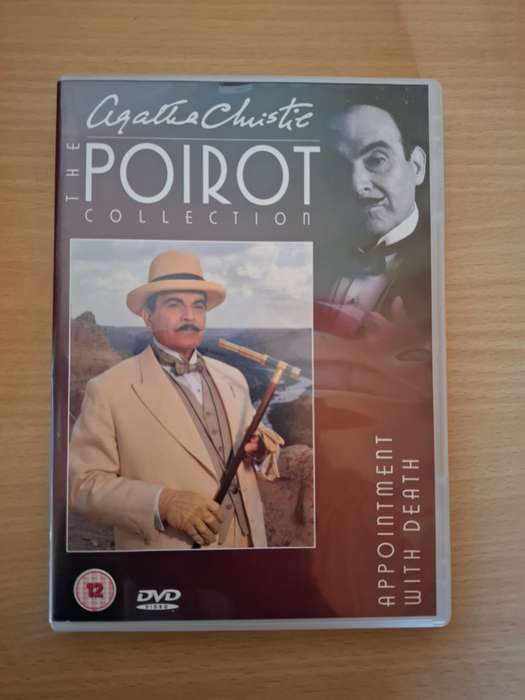 Agatha Christie
THE
POIROT
COLLECTION
APPOINTMENT
WITH DEATH
12
DVD
VIDEO